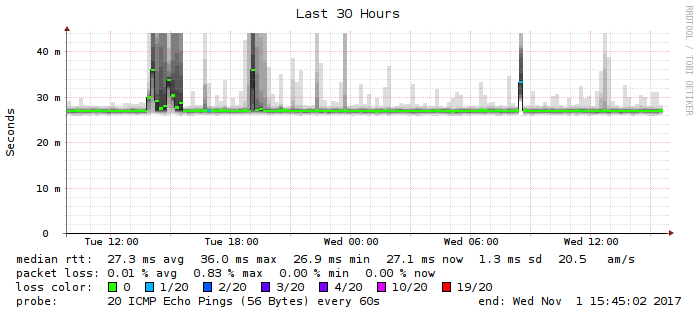 Last 30 Hours
RRDTOOL / TOBI OETIKER
Seconds
40 m
30 m
20 m
10 m
0
Tue 12:00 Tue 18:00 Wed 00:00 Wed 06:00 Wed 12:00
median rtt: 27.3 ms avg 36.0 ms max 26.9 ms min 27.1 ms now 1.3 ms sd 20.5 am/s
packet loss: 0.01 % avg 0.83 % max 0.00 % min 0.00 % now
loss color: 0 1/20 2/20 3/20 4/20 10/20 19/20
probe: 20 ICMP Echo Pings (56 Bytes) every 60s end: Wed Nov 1 15:45:02 2017